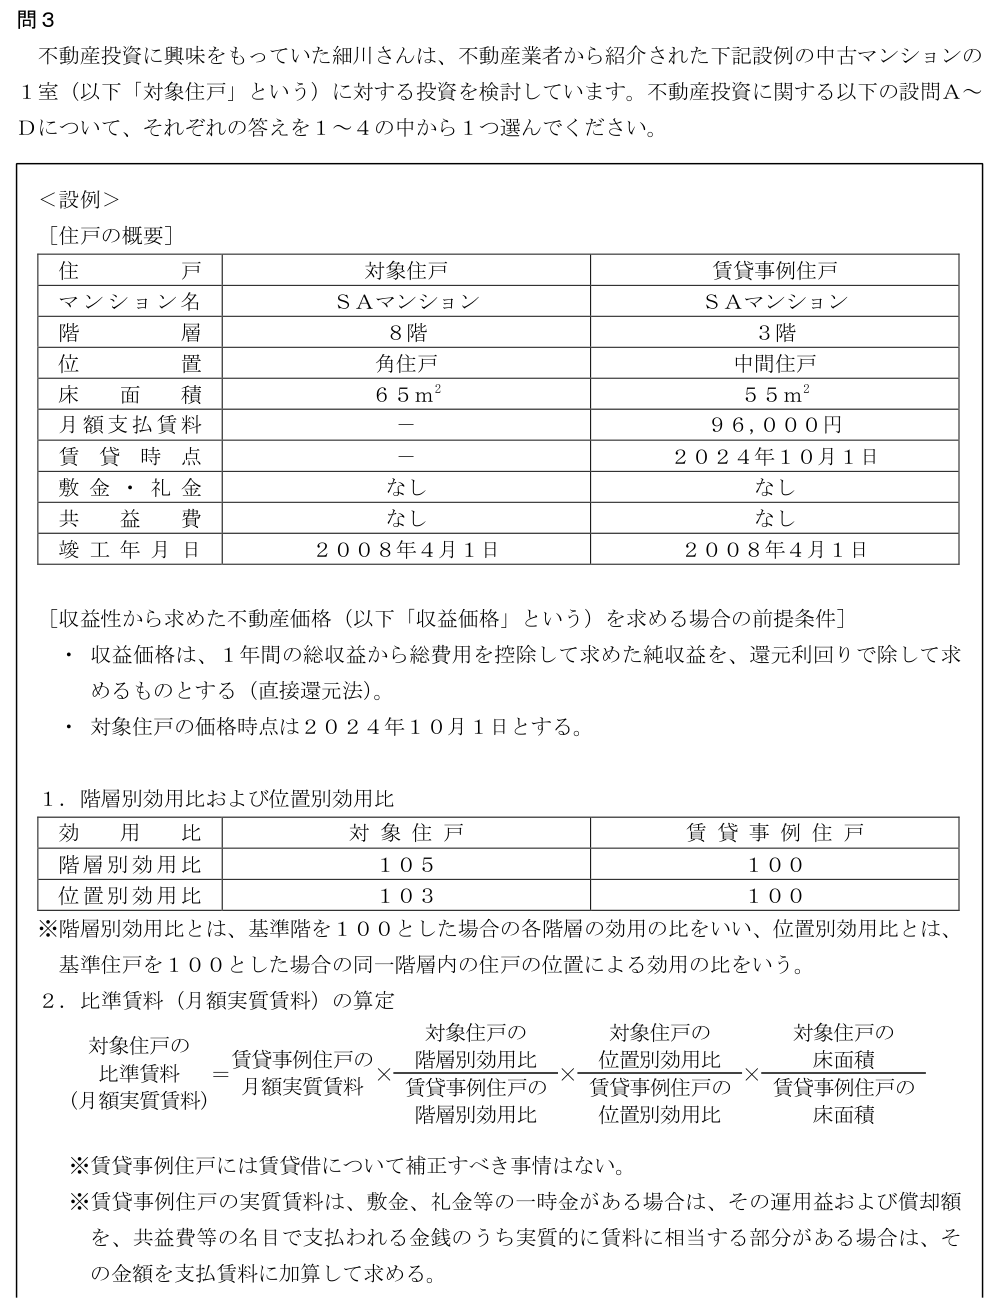 問３
　不動産投資に興味をもっていた細川さんは、不動産業者から紹介された下記設例の中古マンションの
１室（以下「対象住戸」という）に対する投資を検討しています。不動産投資に関する以下の設問Ａ～
Ｄについて、それぞれの答えを１～４の中から１つ選んでください。
＜設例＞
［住戸の概要］
住戸　対象住戸　賃貸事例住戸
マンション名　ＳＡマンション　ＳＡマンション
階層　８階　３階
位置　角住戸　中間住戸
床面積　６５ｍ²　５５ｍ²
月額支払賃料　－　９６,０００円
賃貸時点　－　２０２４年１０月１日
敷金・礼金　なし　なし
共益費　なし　なし
竣工年月日　２００８年４月１日　２００８年４月１日
［収益性から求めた不動産価格（以下「収益価格」という）を求める場合の前提条件］
・ 収益価格は、１年間の総収益から総費用を控除して求めた純収益を、還元利回りで除して求
めるものとする（直接還元法）。
・ 対象住戸の価格時点は２０２４年１０月１日とする。
１．階層別効用比および位置別効用比
効用比　対象住戸　賃貸事例住戸
階層別効用比　１０５　１００
位置別効用比　１０３　１００
※階層別効用比とは、基準階を１００とした場合の各階層の効用の比をいい、位置別効用比とは、
基準住戸を１００とした場合の同一階層内の住戸の位置による効用の比をいう。
２．比準賃料（月額実質賃料）の算定
対象住戸の
比準賃料
（月額実質賃料）
＝
賃貸事例住戸の
月額実質賃料
×
対象住戸の
階層別効用比
賃貸事例住戸の
階層別効用比
×
対象住戸の
位置別効用比
賃貸事例住戸の
位置別効用比
×
対象住戸の
床面積
賃貸事例住戸の
床面積
※賃貸事例住戸には賃貸借について補正すべき事情はない。
※賃貸事例住戸の実質賃料は、敷金、礼金等の一時金がある場合は、その運用益および償却額
を、共益費等の名目で支払われる金銭のうち実質的に賃料に相当する部分がある場合は、そ
の金額を支払賃料に加算して求める。